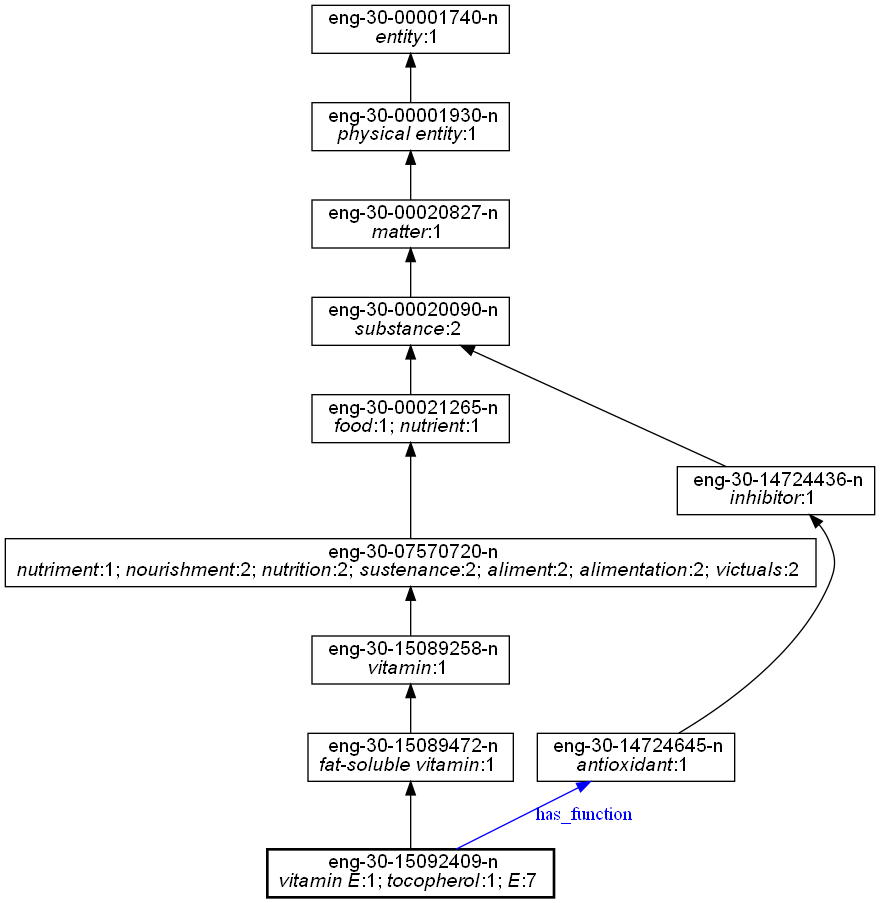 eng-30-00001740-n
entity:1
eng-30-00001930-n
physical entity:1
eng-30-00020827-n
matter:1
eng-30-00020090-n
substance:2
eng-30-00021265-n
food:1; nutrient:1
eng-30-14724436-n
inhibitor:1
eng-30-07570720-n
nutriment:1; nourishment:2; nutrition:2; sustenance:2; aliment:2; alimentation:2; victuals:2
eng-30-15089258-n
vitamin:1
eng-30-15089472-n
fat-soluble vitamin:1
eng-30-14724645-n
antioxidant:1
has_function
eng-30-15092409-n
vitamin E:1; tocopherol:1; E:7